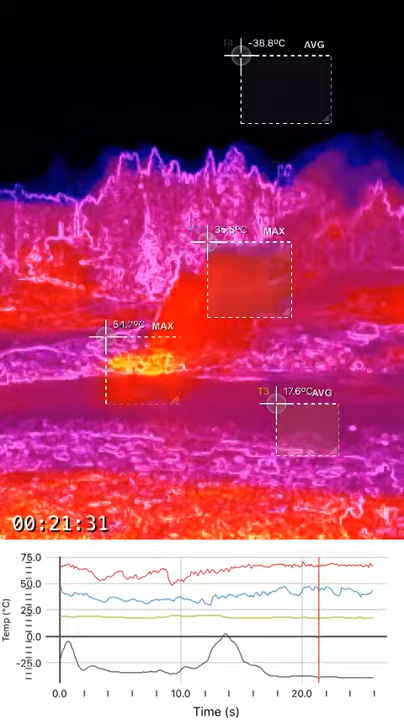 T4 -38.8ºC AVG
MAX
54.2ºC MAX
T3 17.6ºC AVG
00:21:31
75.0
50.0
25.0
0.0
-25.0
Temp (°C)
0.0 10.0 20.0
Time (s)